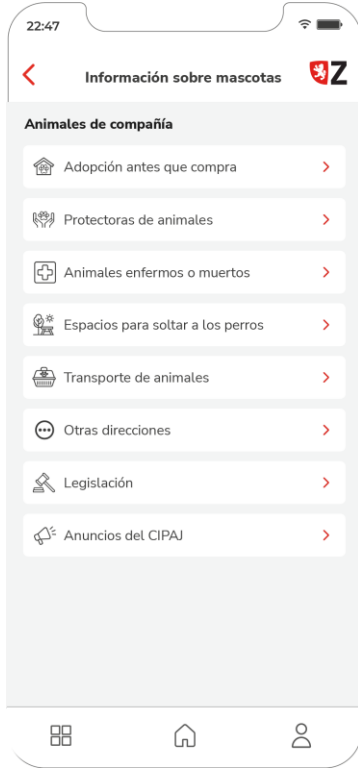 22:47
Información sobre mascotas
Z
Animales de compañía
Adopción antes que compra
Protectoras de animales
Animales enfermos o muertos
Espacios para soltar a los perros
Transporte de animales
Otras direcciones
Legislación
Anuncios del CIPAJ